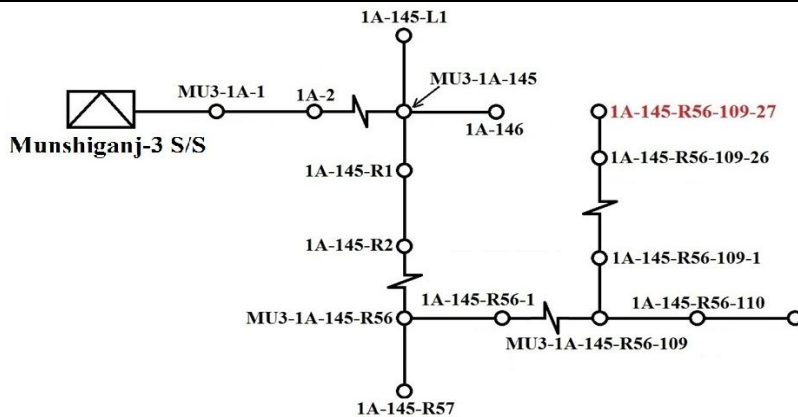 1A-145-L1
MU3-1A-145
MU3-1A-1
1A-2
1A-146
1A-145-R56-109-27
Munshiganj-3 S/S
1A-145-R56-109-26
1A-145-R1
1A-145-R2
1A-145-R56-109-1
1A-145-R56-1
1A-145-R56-110
MU3-1A-145-R56
MU3-1A-145-R56-109
1A-145-R57